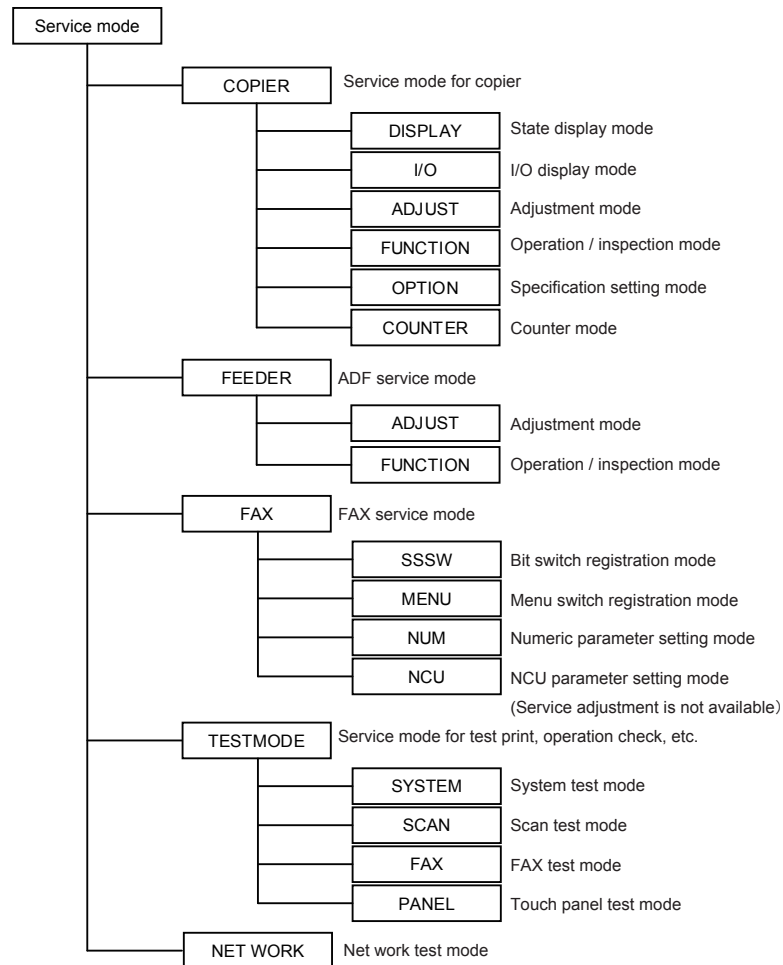 Service mode
COPIER Service mode for copier
DISPLAY State display mode
I/O I/O display mode
ADJUST Adjustment mode
FUNCTION Operation / inspection mode
OPTION Specification setting mode
COUNTER Counter mode
FEEDER ADF service mode
ADJUST Adjustment mode
FUNCTION Operation / inspection mode
FAX FAX service mode
SSSW Bit switch registration mode
MENU Menu switch registration mode
NUM Numeric parameter setting mode
NCU NCU parameter setting mode
(Service adjustment is not available)
TESTMODE Service mode for test print, operation check, etc.
SYSTEM System test mode
SCAN Scan test mode
FAX FAX test mode
PANEL Touch panel test mode
NET WORK Net work test mode